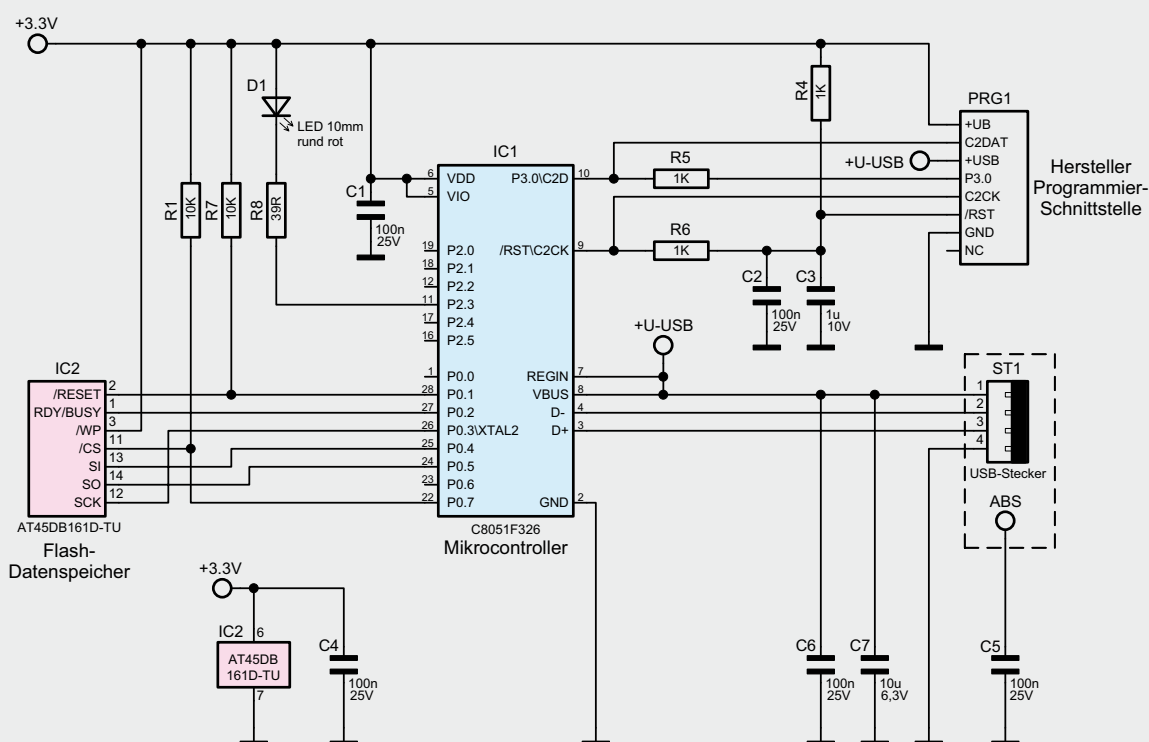 +3.3V
D1
LED 10mm
rund rot
R1
10K
R7
10K
R8
39R
C1
100n
25V
IC1
6
VDD
5
VIO
19
P2.0
18
P2.1
12
P2.2
11
P2.3
17
P2.4
16
P2.5
1
P0.0
28
P0.1
27
P0.2
26
P0.3\XTAL2
25
P0.4
24
P0.5
23
P0.6
22
P0.7
P3.0\C2D
10
/RST\C2CK
9
REGIN
7
VBUS
8
D-
4
D+
3
GND
2
C8051F326
Mikrocontroller
R4
1K
R5
1K
R6
1K
C2
100n
25V
C3
1u
10V
PRG1
+UB
C2DAT
+USB
P3.0
C2CK
/RST
GND
NC
+U-USB
Hersteller
Programmier-
Schnittstelle
+U-USB
IC2
/RESET
2
RDY/BUSY
1
/WP
3
/CS
11
SI
13
SO
14
SCK
12
AT45DB161D-TU
Flash-
Datenspeicher
ST1
1
2
3
4
USB-Stecker
ABS
+3.3V
IC2
6
AT45DB
161D-TU
7
C4
100n
25V
C6
100n
25V
C7
10u
6,3V
C5
100n
25V